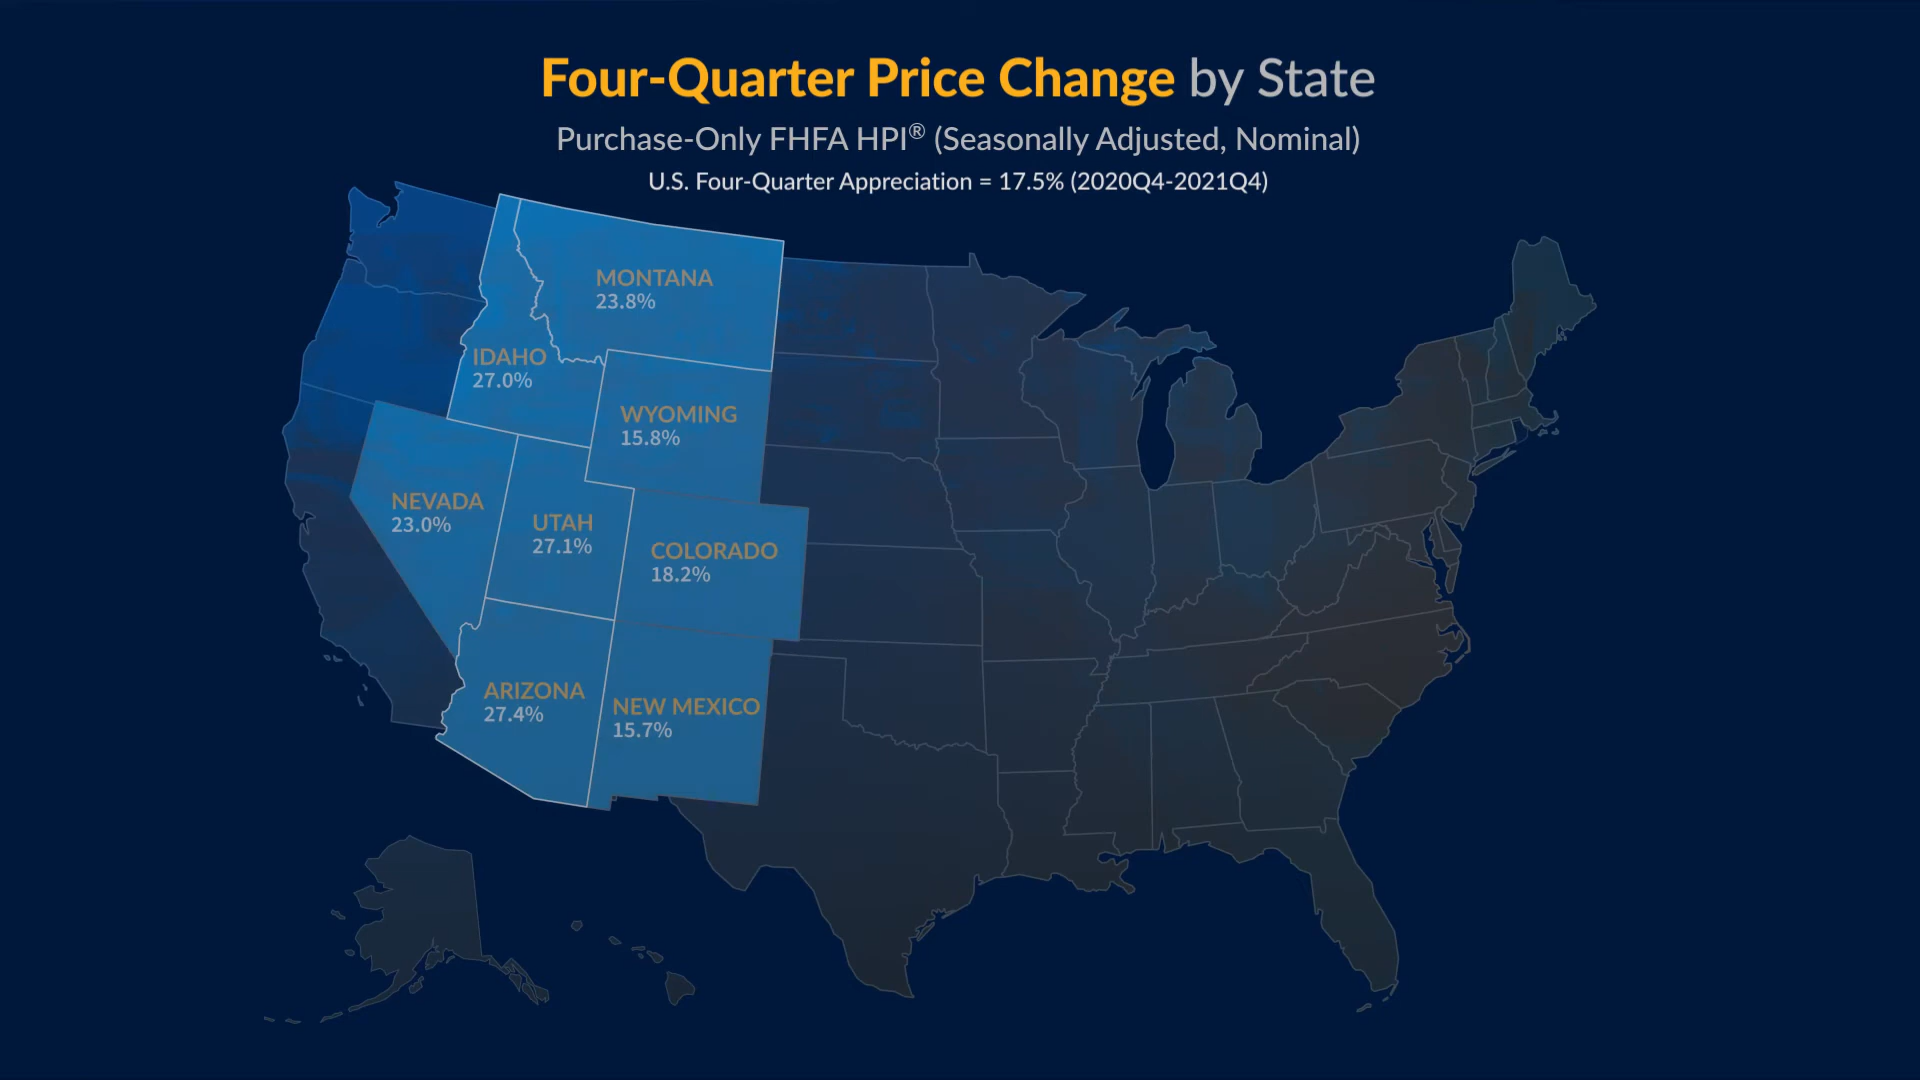 Four-Quarter Price Change by State
Purchase-Only FHFA HPI® (Seasonally Adjusted, Nominal)
U.S. Four-Quarter Appreciation = 17.5% (2020Q4-2021Q4)
MONTANA
23.8%
IDAHO
27.0%
WYOMING
15.8%
NEVADA
23.0%
UTAH
27.1%
COLORADO
18.2%
ARIZONA
27.4%
NEW MEXICO
15.7%